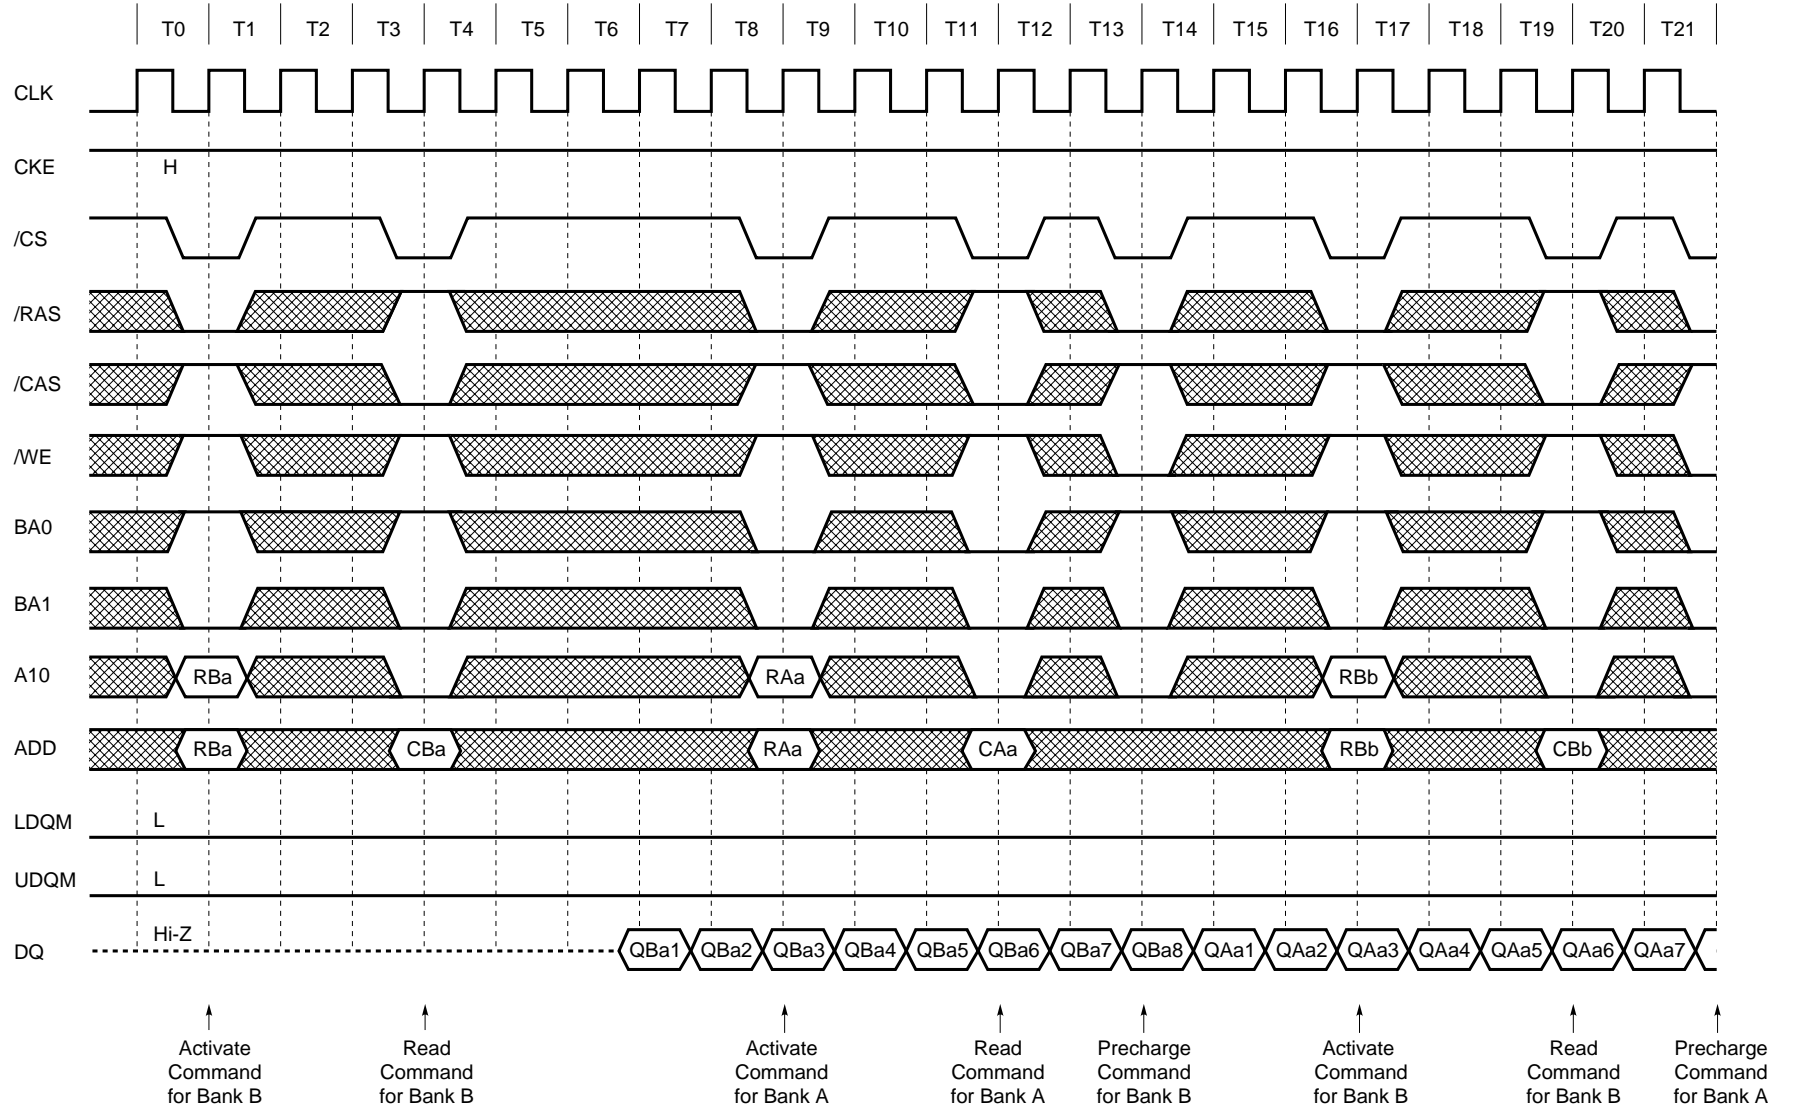 T0 T1 T2 T3 T4 T5 T6 T7 T8 T9 T10 T11 T12 T13 T14 T15 T16 T17 T18 T19 T20 T21
CLK
CKE H
/CS
/RAS
/CAS
/WE
BA0
BA1
A10 RBa RAa RBb
ADD RBa CBa RAa CAa RBb CBb
LDQM L
UDQM L
DQ Hi-Z QBa1 QBa2 QBa3 QBa4 QBa5 QBa6 QBa7 QBa8 QAa1 QAa2 QAa3 QAa4 QAa5 QAa6 QAa7
Activate Read Activate Read Precharge Activate Read Precharge
Command Command Command Command Command Command Command Command
for Bank B for Bank B for Bank A for Bank A for Bank B for Bank B for Bank B for Bank A